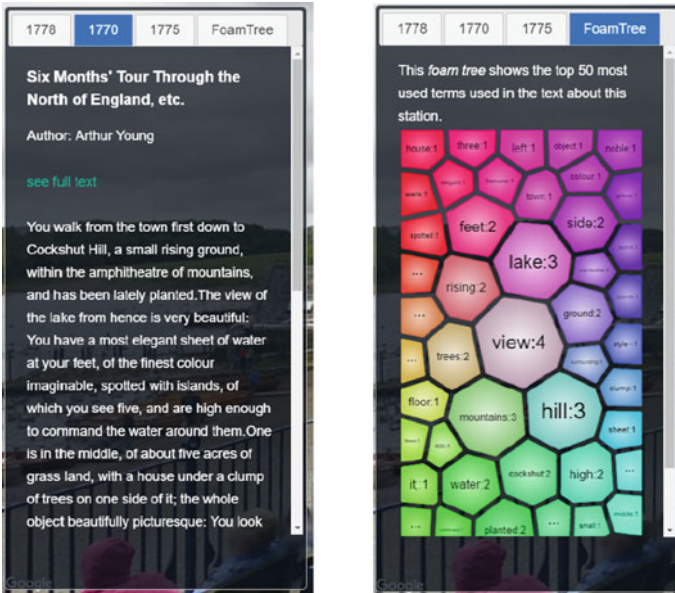 1778 1770 1775 FoamTree
Six Months' Tour Through the
North of England, etc.
Author: Arthur Young
see full text
You walk from the town first down to
Cockshut Hill, a small rising ground,
within the amphitheatre of mountains,
and has been lately planted.The view of
the lake from hence is very beautiful:
You have a most elegant sheet of water
at your feet, of the finest colour
imaginable, spotted with islands, of
which you see five, and are high enough
to command the water around them.One
is in the middle, of about five acres of
grass land, with a house under a clump
of trees on one side of it; the whole
object beautifully picturesque: You look
Google
1778 1770 1775 FoamTree
This foam tree shows the top 50 most
used terms used in the text about this
station.
house:1 three:1 left:1 object:1 noble:1
colour:1
town:1
spotted:1 feet:2 side:2
lake:3
...
rising:2
...
ground:2
view:4
style:1
trees:2
clump:1
floor:1
mountains:3 hill:3
sheet:1
it:1 water:2 cockshut:2 high:2 ...
... planted:2 ... small:1 middle:1
Google